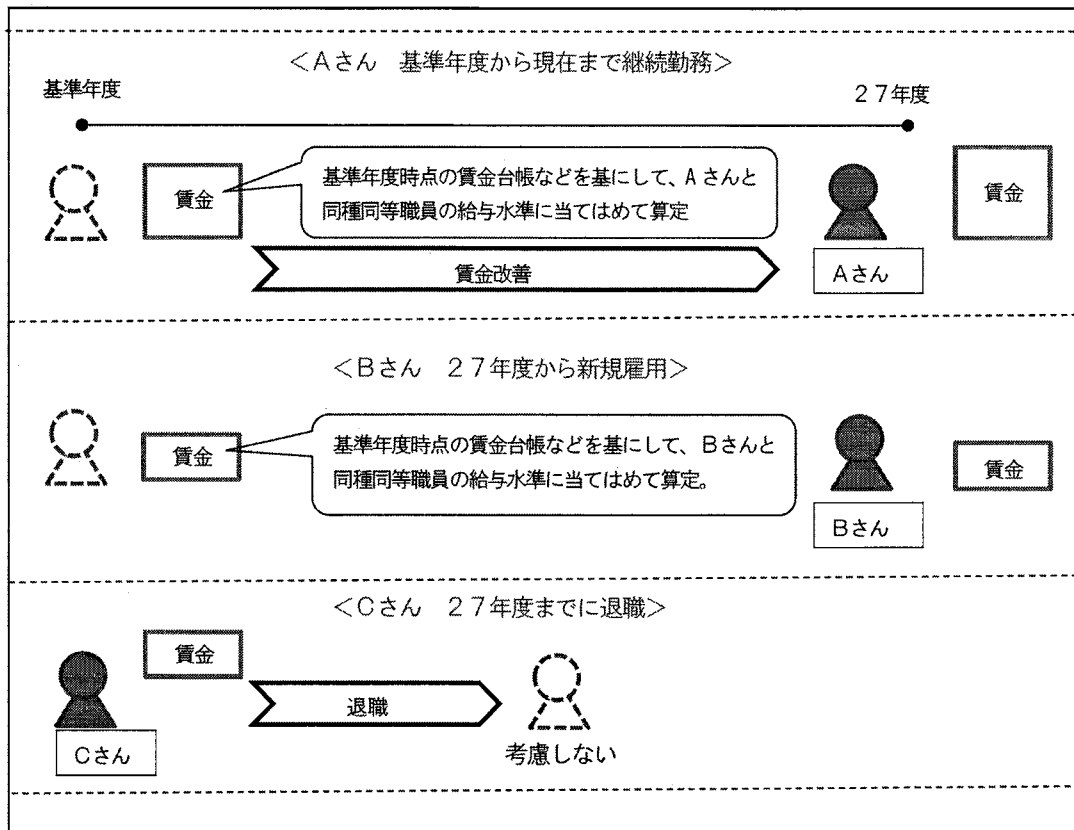 <Aさん 基準年度から現在まで継続勤務>
基準年度
27年度
賃金
基準年度時点の賃金台帳などを基にして、Aさんと
同種同等職員の給与水準に当てはめて算定
賃金
賃金改善
Aさん
<Bさん 27年度から新規雇用>
賃金
基準年度時点の賃金台帳などを基にして、Bさんと
同種同等職員の給与水準に当てはめて算定。
賃金
Bさん
<Cさん 27年度までに退職>
賃金
退職
Cさん
考慮しない